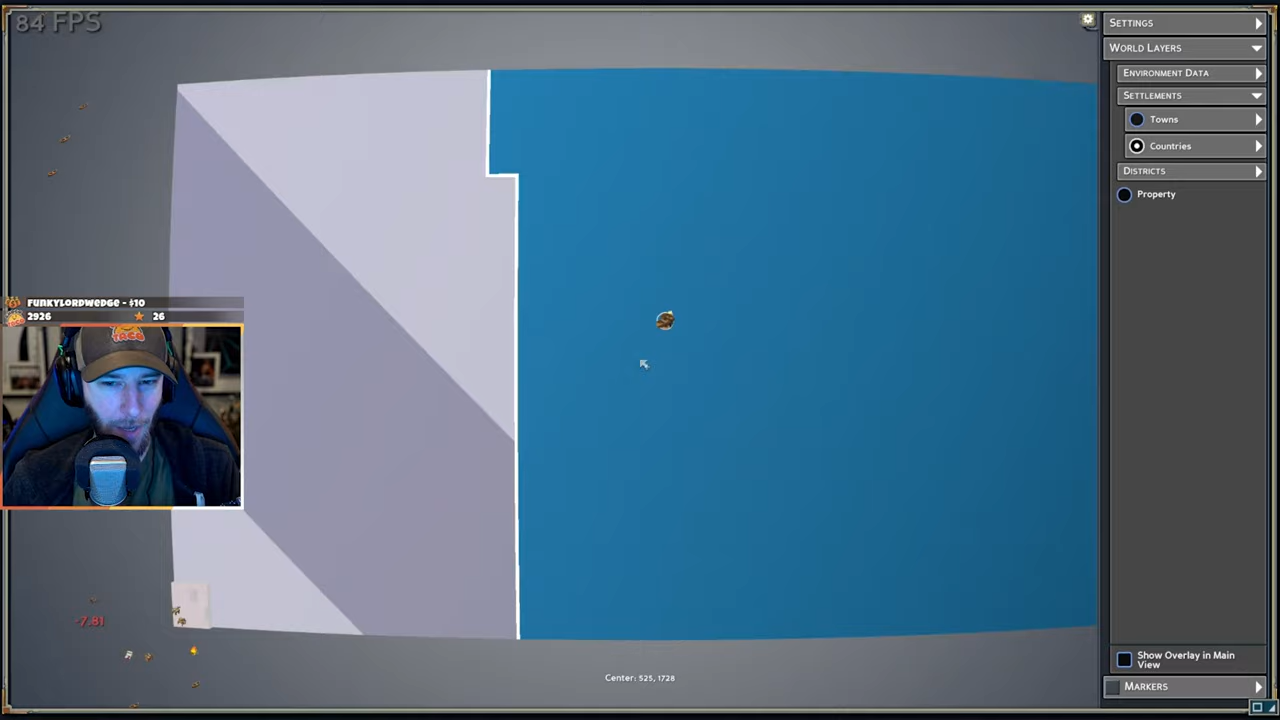 84 FPS
SETTINGS
WORLD LAYERS
ENVIRONMENT DATA
SETTLEMENTS
Towns
Countries
DISTRICTS
Property
FUNKYLORDWEDGE - $10
2926
26
TACO
-7.81
Center: 525, 1728
Show Overlay in Main
View
MARKERS